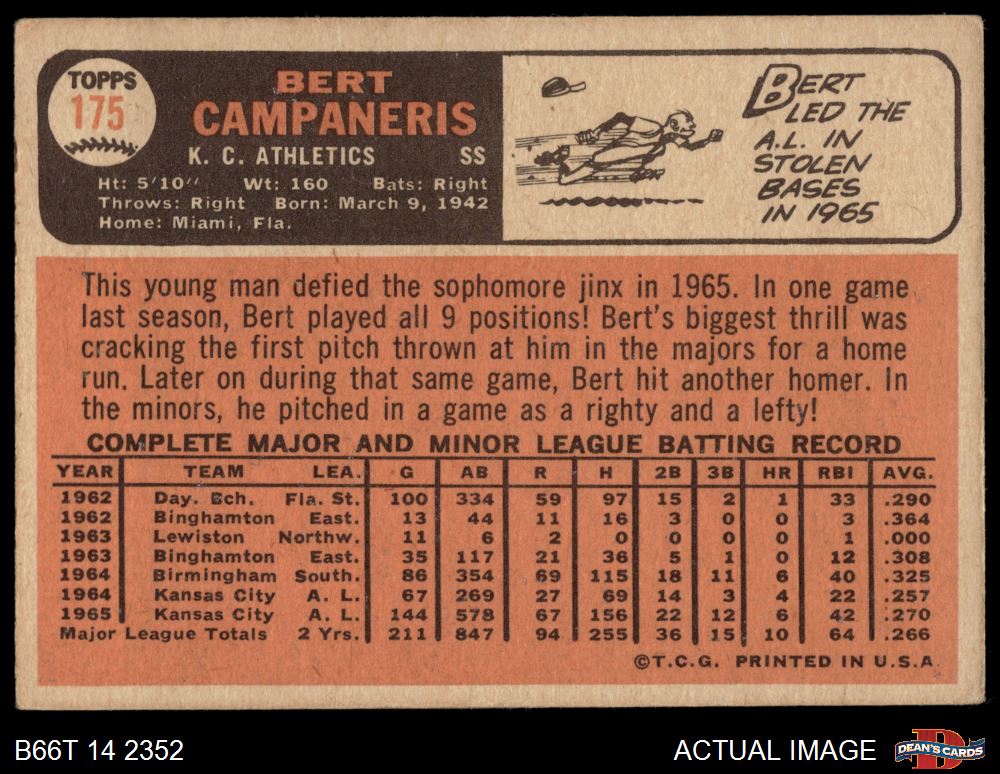 TOPPS
175
BERT
CAMPANERIS
K. C. ATHLETICS SS
Ht: 5'10" Wt: 160 Bats: Right
Throws: Right Born: March 9, 1942
Home: Miami, Fla.
BERT
LED THE
A.L. IN
STOLEN
BASES
IN 1965
This young man defied the sophomore jinx in 1965. In one game
last season, Bert played all 9 positions! Bert's biggest thrill was
cracking the first pitch thrown at him in the majors for a home
run. Later on during that same game, Bert hit another homer. In
the minors, he pitched in a game as a righty and a lefty!
COMPLETE MAJOR AND MINOR LEAGUE BATTING RECORD
YEAR TEAM LEA. G AB R H 2B 3B HR RBI AVG.
1962 Day. Bch. Fla. St. 100 334 59 97 15 2 1 33 .290
1962 Binghamton East. 13 44 11 16 3 0 0 3 .364
1963 Lewiston Northw. 11 6 2 0 0 0 0 1 .000
1963 Binghamton East. 35 117 21 36 5 1 0 12 .308
1964 Birmingham South. 86 354 69 115 18 11 6 40 .325
1964 Kansas City A. L. 67 269 27 69 14 3 4 22 .257
1965 Kansas City A. L. 144 578 67 156 22 12 6 42 .270
Major League Totals 2 Yrs. 211 847 94 255 36 15 10 64 .266
©T.C.G. PRINTED IN U.S.A.
B66T 14 2352 ACTUAL IMAGE DEAN'S CARDS